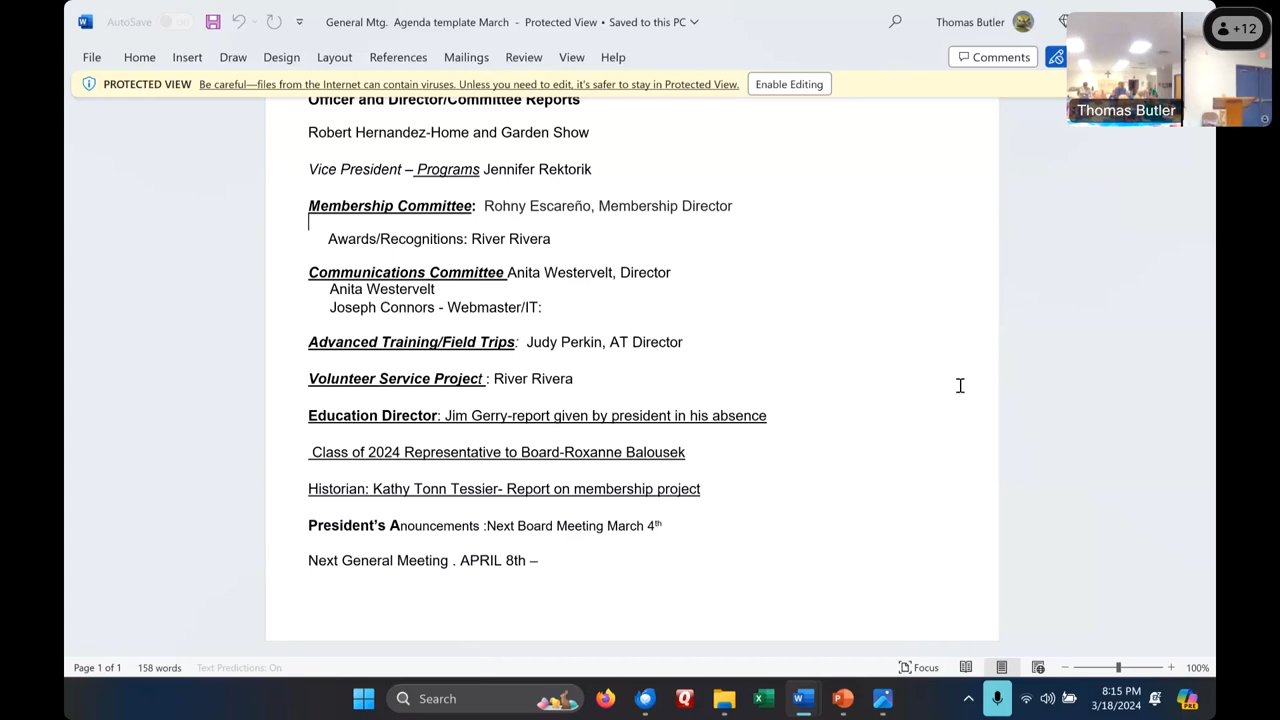 AutoSave
General Mtg. Agenda template March - Protected View • Saved to this PC
Thomas Butler
+12
File Home Insert Draw Design Layout References Mailings Review View Help
Comments
PROTECTED VIEW Be careful—files from the Internet can contain viruses. Unless you need to edit, it's safer to stay in Protected View. Enable Editing
Thomas Butler
Officer and Director/Committee Reports
Robert Hernandez-Home and Garden Show
Vice President – Programs Jennifer Rektorik
Membership Committee: Rohny Escareño, Membership Director
Awards/Recognitions: River Rivera
Communications Committee Anita Westervelt, Director
Anita Westervelt
Joseph Connors - Webmaster/IT:
Advanced Training/Field Trips: Judy Perkin, AT Director
Volunteer Service Project : River Rivera
Education Director: Jim Gerry-report given by president in his absence
Class of 2024 Representative to Board-Roxanne Balousek
Historian: Kathy Tonn Tessier- Report on membership project
President’s Anouncements :Next Board Meeting March 4th
Next General Meeting . APRIL 8th –
Page 1 of 1 158 words Text Predictions: On
Focus
100%
Search
8:15 PM
3/18/2024
PRE